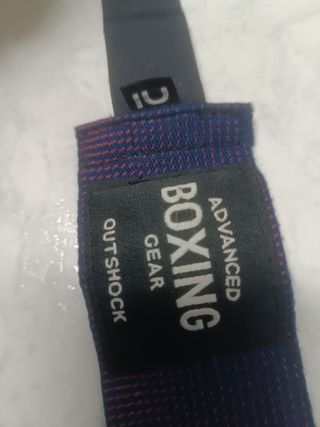 ADVANCED
BOXING
GEAR
OUTSHOCK